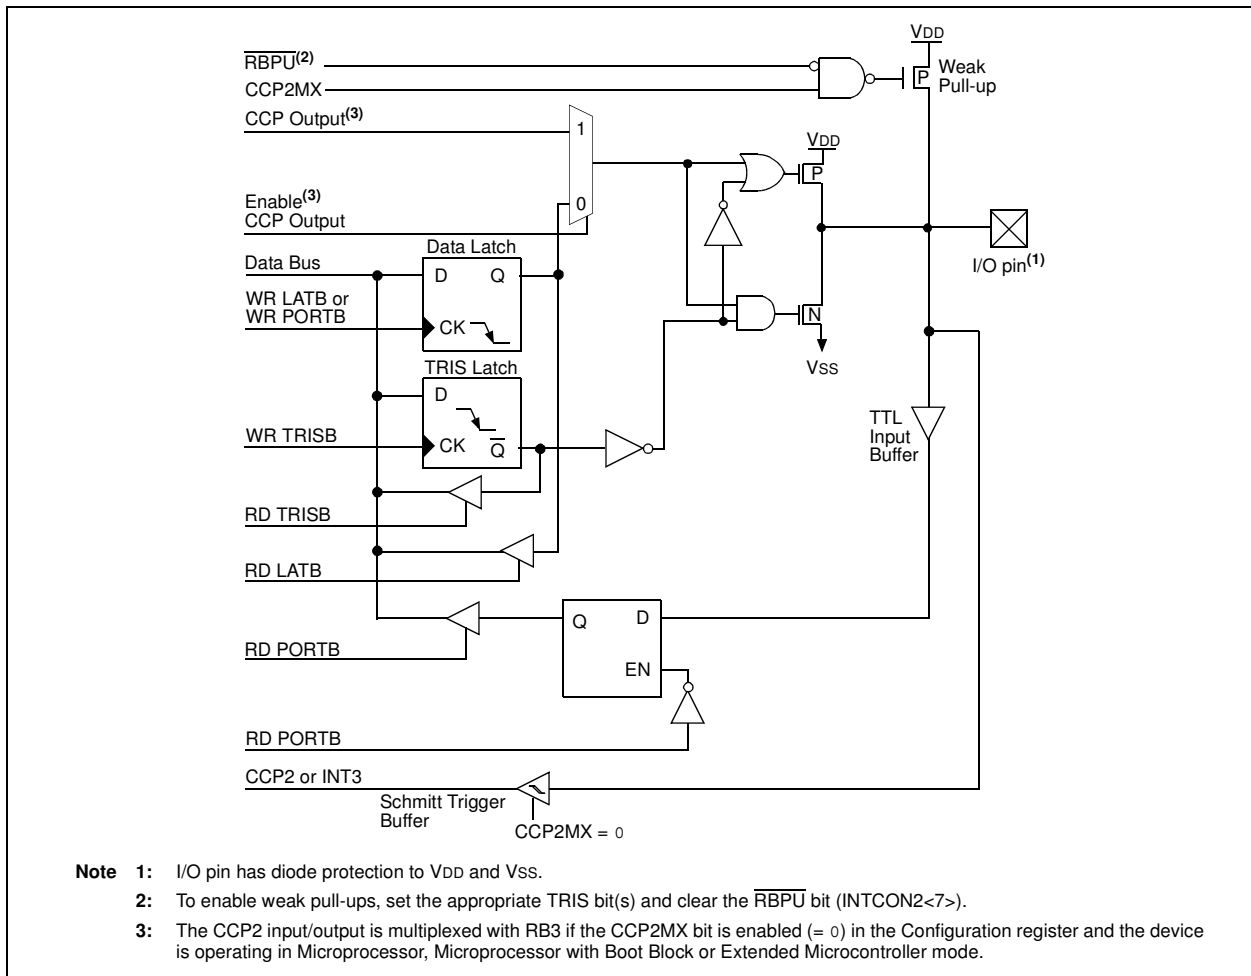 VDD
RBPU(2)
Weak
Pull-up
P
CCP2MX
CCP Output(3)
1
VDD
P
Enable(3)
0
CCP Output
Data Latch
Data Bus
D Q
I/O pin(1)
WR LATB or
WR PORTB
CK
N
VSS
TRIS Latch
D
TTL
Input
Buffer
WR TRISB
CK Q
RD TRISB
RD LATB
Q D
RD PORTB
EN
RD PORTB
CCP2 or INT3
Schmitt Trigger
Buffer
CCP2MX = 0
Note 1: I/O pin has diode protection to VDD and VSS.
2: To enable weak pull-ups, set the appropriate TRIS bit(s) and clear the RBPU bit (INTCON2<7>).
3: The CCP2 input/output is multiplexed with RB3 if the CCP2MX bit is enabled (= 0) in the Configuration register and the device
is operating in Microprocessor, Microprocessor with Boot Block or Extended Microcontroller mode.